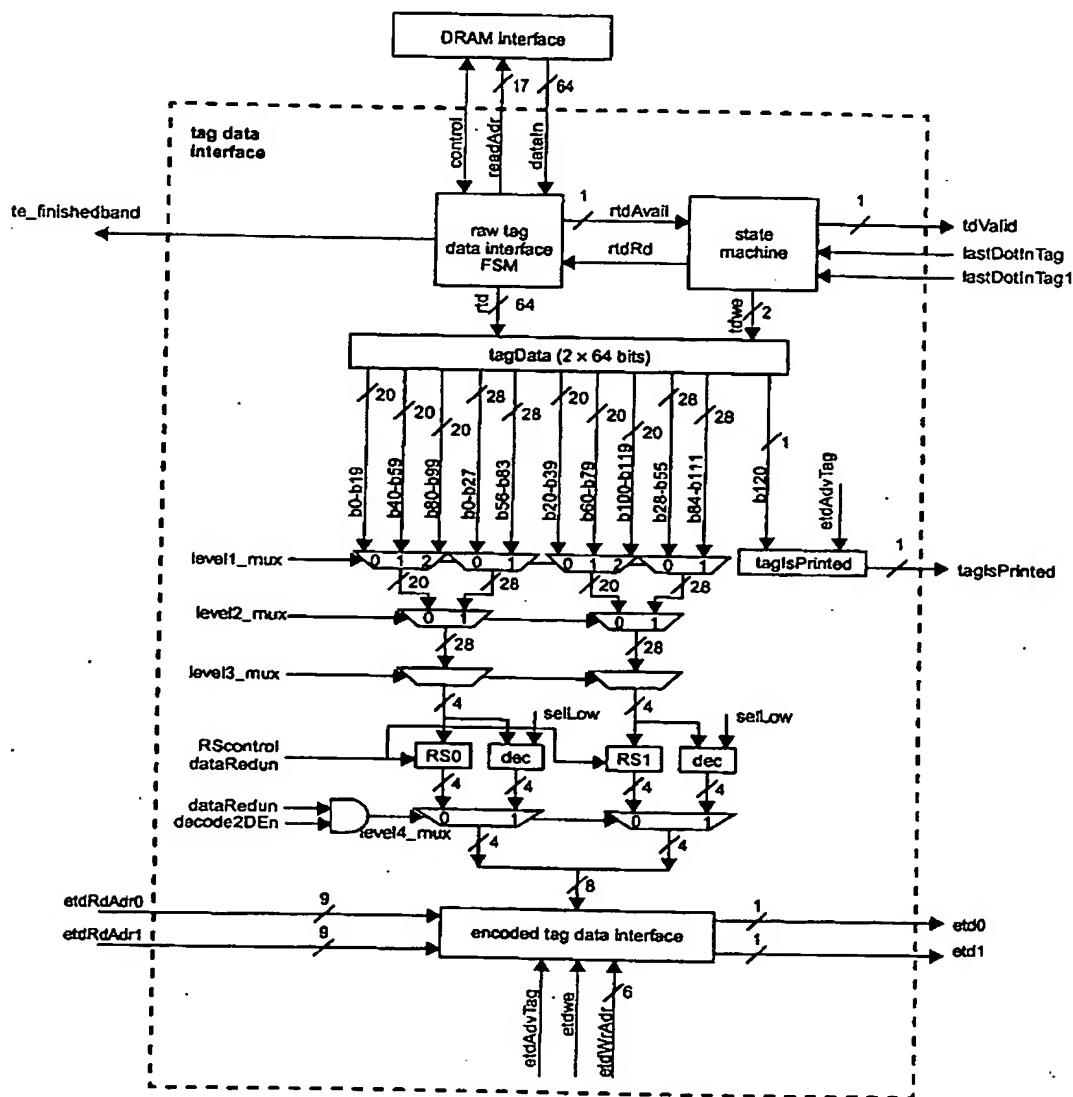 DRAM interface
17
64
tag data
interface
control
readAdr
dataIn
te_finishedband
raw tag
data interface
FSM
1
rtdAvail
rtdRd
state
machine
1
tdValid
lastDotInTag
lastDotInTag1
rtd
64
tdwe
2
tagData (2 × 64 bits)
20
20
20
28
28
20
20
20
28
28
1
b0-b19
b40-b59
b80-b99
b0-b27
b56-b83
b20-b39
b60-b79
b100-b119
b28-b55
b84-b111
b120
etdAdvTag
level1_mux
0 1 2
0 1
0 1 2
0 1
tagIsPrinted
1
tagIsPrinted
20
28
20
28
level2_mux
0 1
0 1
28
28
level3_mux
4
selLow
4
selLow
RScontrol
dataRedun
RS0
dec
RS1
dec
4
4
4
4
dataRedun
decode2DEn
level4_mux
0 1
0 1
4
4
8
etdRdAdr0
9
etdRdAdr1
9
encoded tag data interface
1
etd0
1
etd1
etdAdvTag
etdwe
etdWrAdr
6